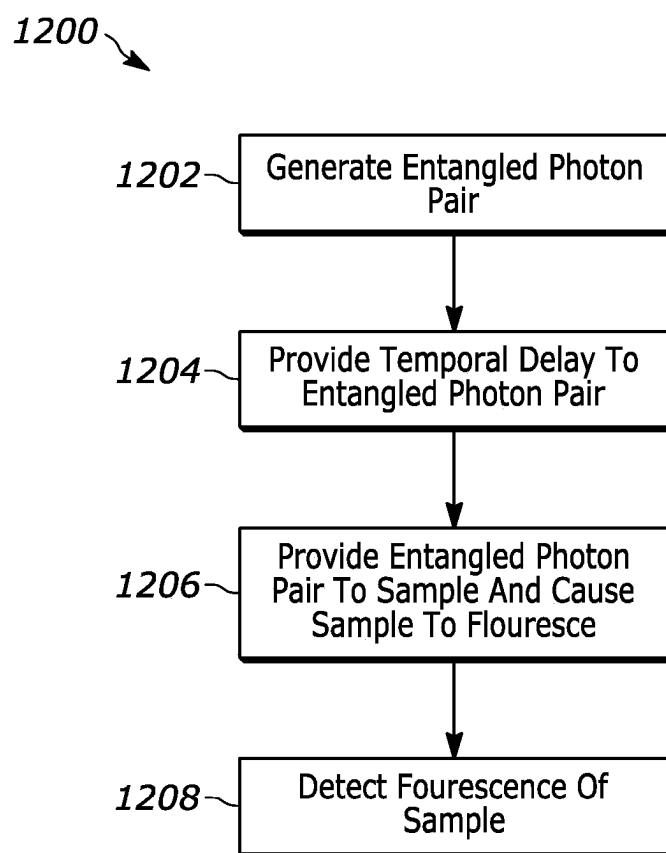 1200
1202
Generate Entangled Photon
Pair
1204
Provide Temporal Delay To
Entangled Photon Pair
1206
Provide Entangled Photon
Pair To Sample And Cause
Sample To Flouresce
1208
Detect Fourescence Of
Sample